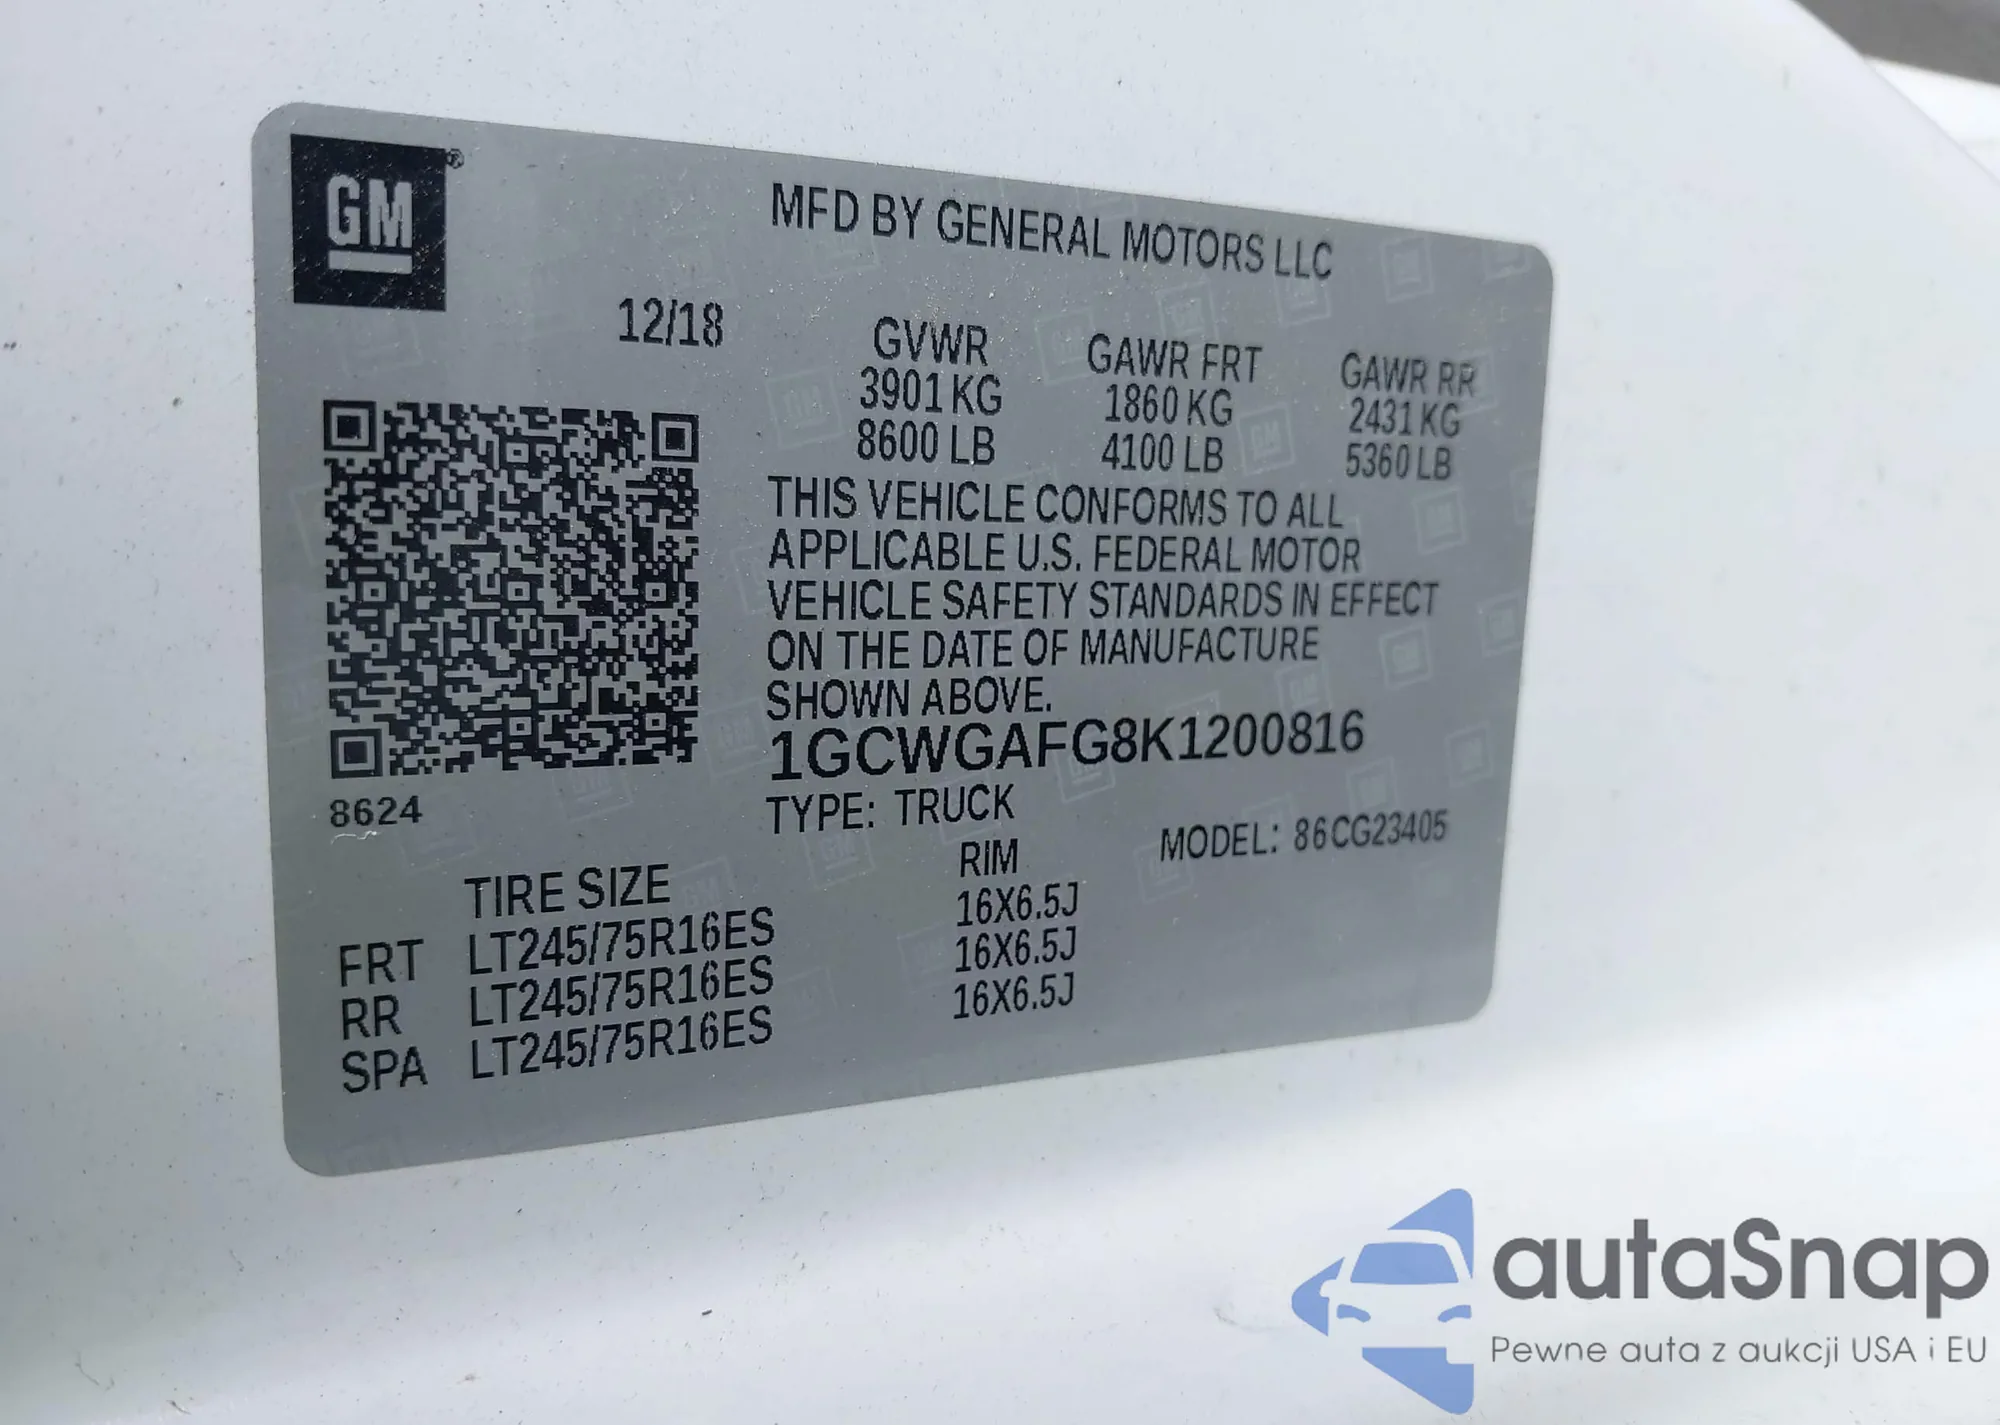 GM®
MFD BY GENERAL MOTORS LLC
12/18
GVWR GAWR FRT GAWR RR
3901 KG 1860 KG 2431 KG
8600 LB 4100 LB 5360 LB
THIS VEHICLE CONFORMS TO ALL
APPLICABLE U.S. FEDERAL MOTOR
VEHICLE SAFETY STANDARDS IN EFFECT
ON THE DATE OF MANUFACTURE
SHOWN ABOVE.
1GCWGAFG8K1200816
8624
TYPE: TRUCK MODEL: 86CG23405
TIRE SIZE RIM
FRT LT245/75R16ES 16X6.5J
RR LT245/75R16ES 16X6.5J
SPA LT245/75R16ES 16X6.5J
autaSnap
Pewne auta z aukcji USA i EU